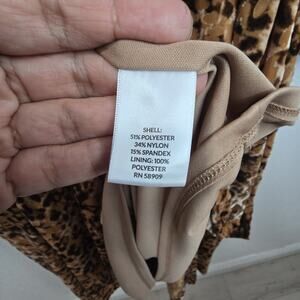 SHELL:
51% POLYESTER
34% NYLON
15% SPANDEX
LINING: 100%
POLYESTER
RN 58909